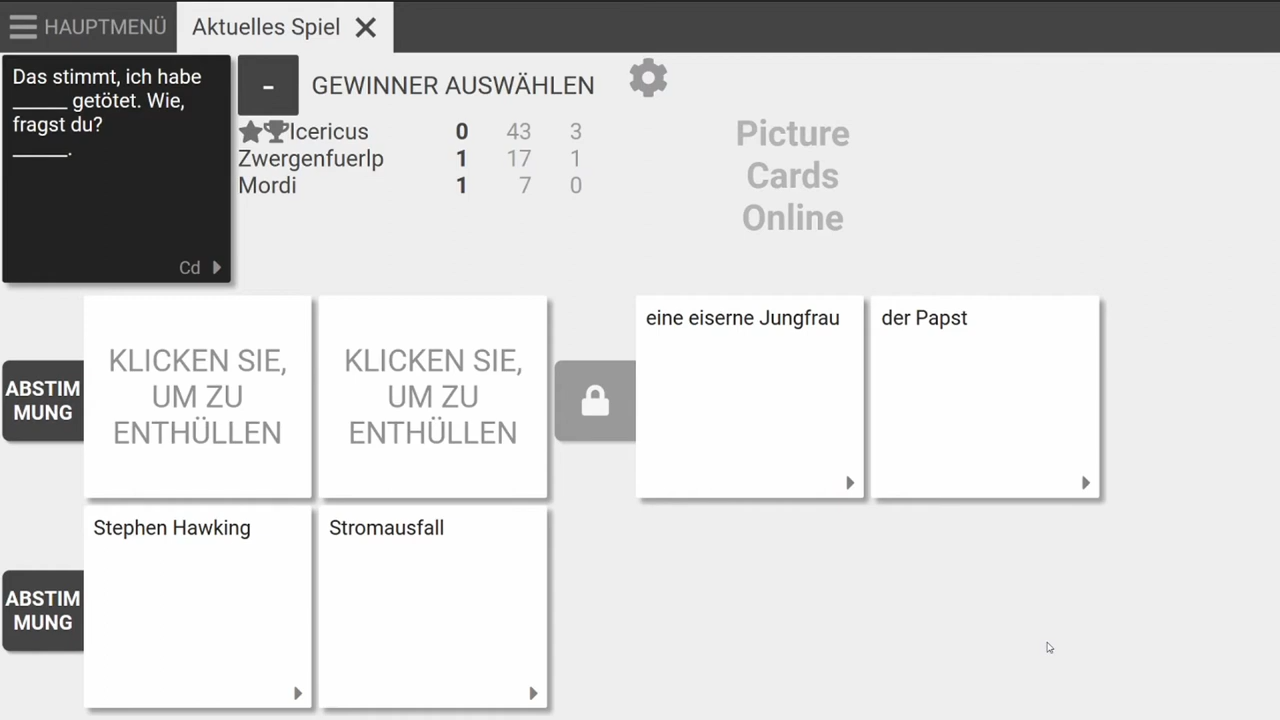 HAUPTMENÜ
Aktuelles Spiel
Das stimmt, ich habe
_____ getötet. Wie,
fragst du?
_____.
Cd
-
GEWINNER AUSWÄHLEN
Icericus 0 43 3
Zwergenfuerlp 1 17 1
Mordi 1 7 0
Picture
Cards
Online
ABSTIM
MUNG
KLICKEN SIE,
UM ZU
ENTHÜLLEN
KLICKEN SIE,
UM ZU
ENTHÜLLEN
eine eiserne Jungfrau
der Papst
ABSTIM
MUNG
Stephen Hawking
Stromausfall